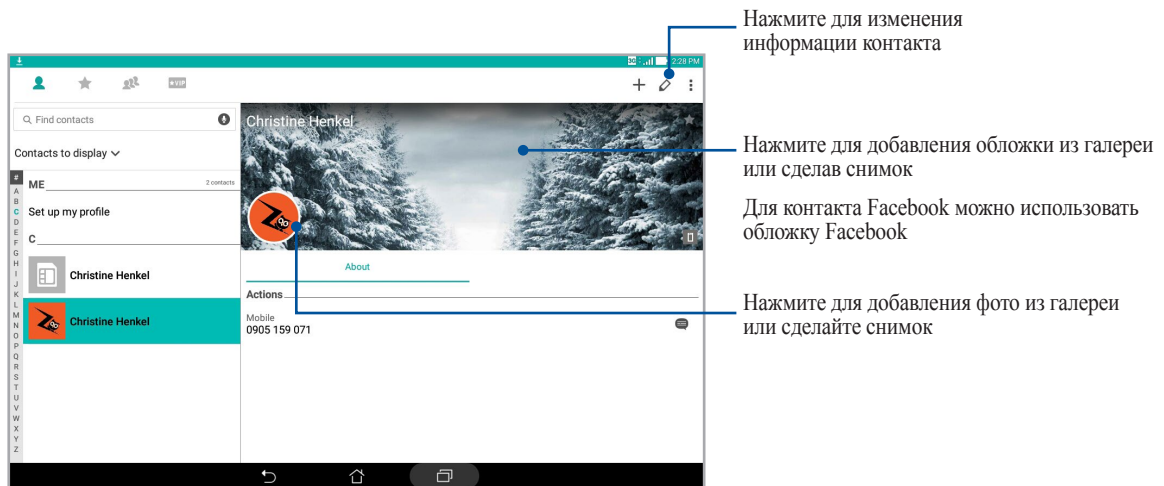 Нажмите для изменения
информации контакта
3G 2:28 PM
VIP
Find contacts
Contacts to display
ME 2 contacts
Set up my profile
C
Christine Henkel
Christine Henkel
#
A
B
C
D
E
F
G
H
I
J
K
L
M
N
O
P
Q
R
S
T
U
V
W
X
Y
Z
Christine Henkel
About
Actions
Mobile
0905 159 071
Нажмите для добавления обложки из галереи
или сделав снимок
Для контакта Facebook можно использовать
обложку Facebook
Нажмите для добавления фото из галереи
или сделайте снимок